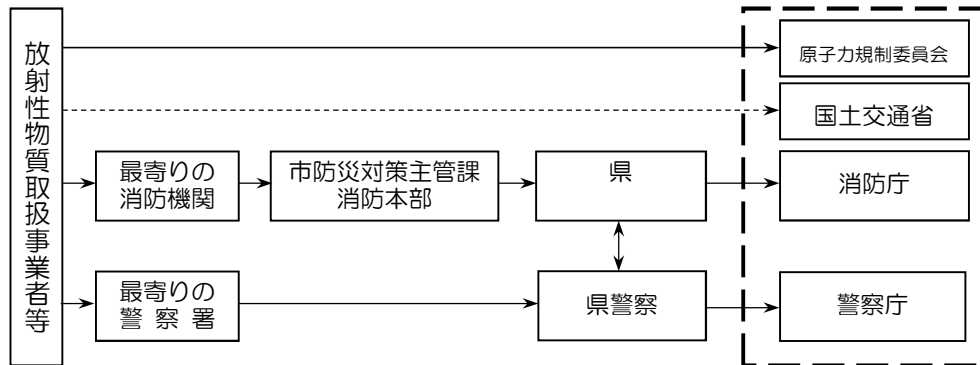 放射性物質取扱事業者等
原子力規制委員会
国土交通省
最寄りの
消防機関
市防災対策主管課
消防本部
県
消防庁
最寄りの
警察署
県警察
警察庁